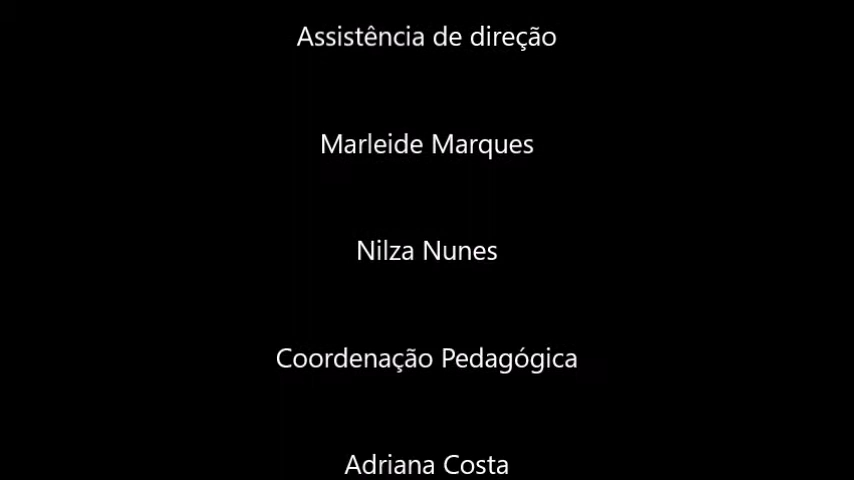 Assistência de direção
Marleide Marques
Nilza Nunes
Coordenação Pedagógica
Adriana Costa